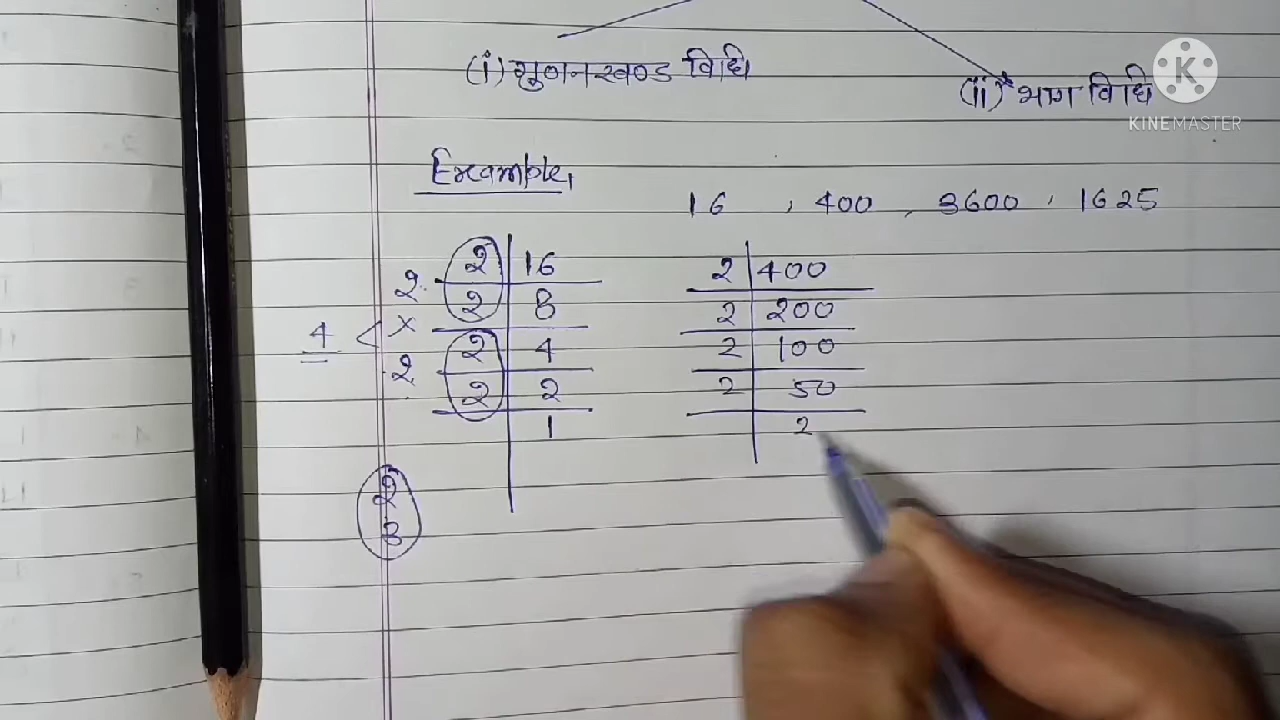 (i) गुणनखण्ड विधि
(ii) भाग विधि
KINEMASTER
Example,
16 , 400 , 3600 , 1625
2 | 16
2 | 8
2 | 4
2 | 2
1
2
×
2
4
2
3
2 | 400
2 | 200
2 | 100
2 | 50
2